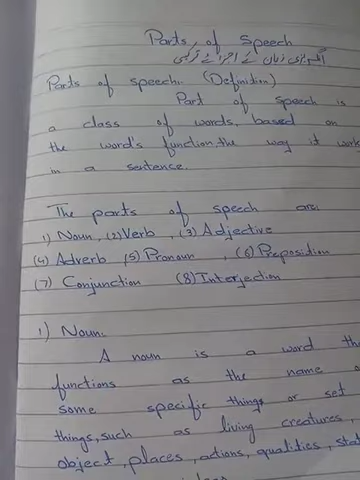 Parts of Speech
انگریزی زبان کے اجزائے ترکیبی
Parts of speech. (Definition)
Part of speech is
a class of words, based on
the word's function, the way it work
in a sentence.
The parts of speech are.
1) Noun, (2) Verb, (3) Adjective
(4) Adverb, (5) Pronoun, (6) Preposition
(7) Conjunction (8) Interjection
1) Noun:
A noun is a word tha
functions as the name o
some specific things or set
things, such as living creatures,
object, places, actions, qualities, stat